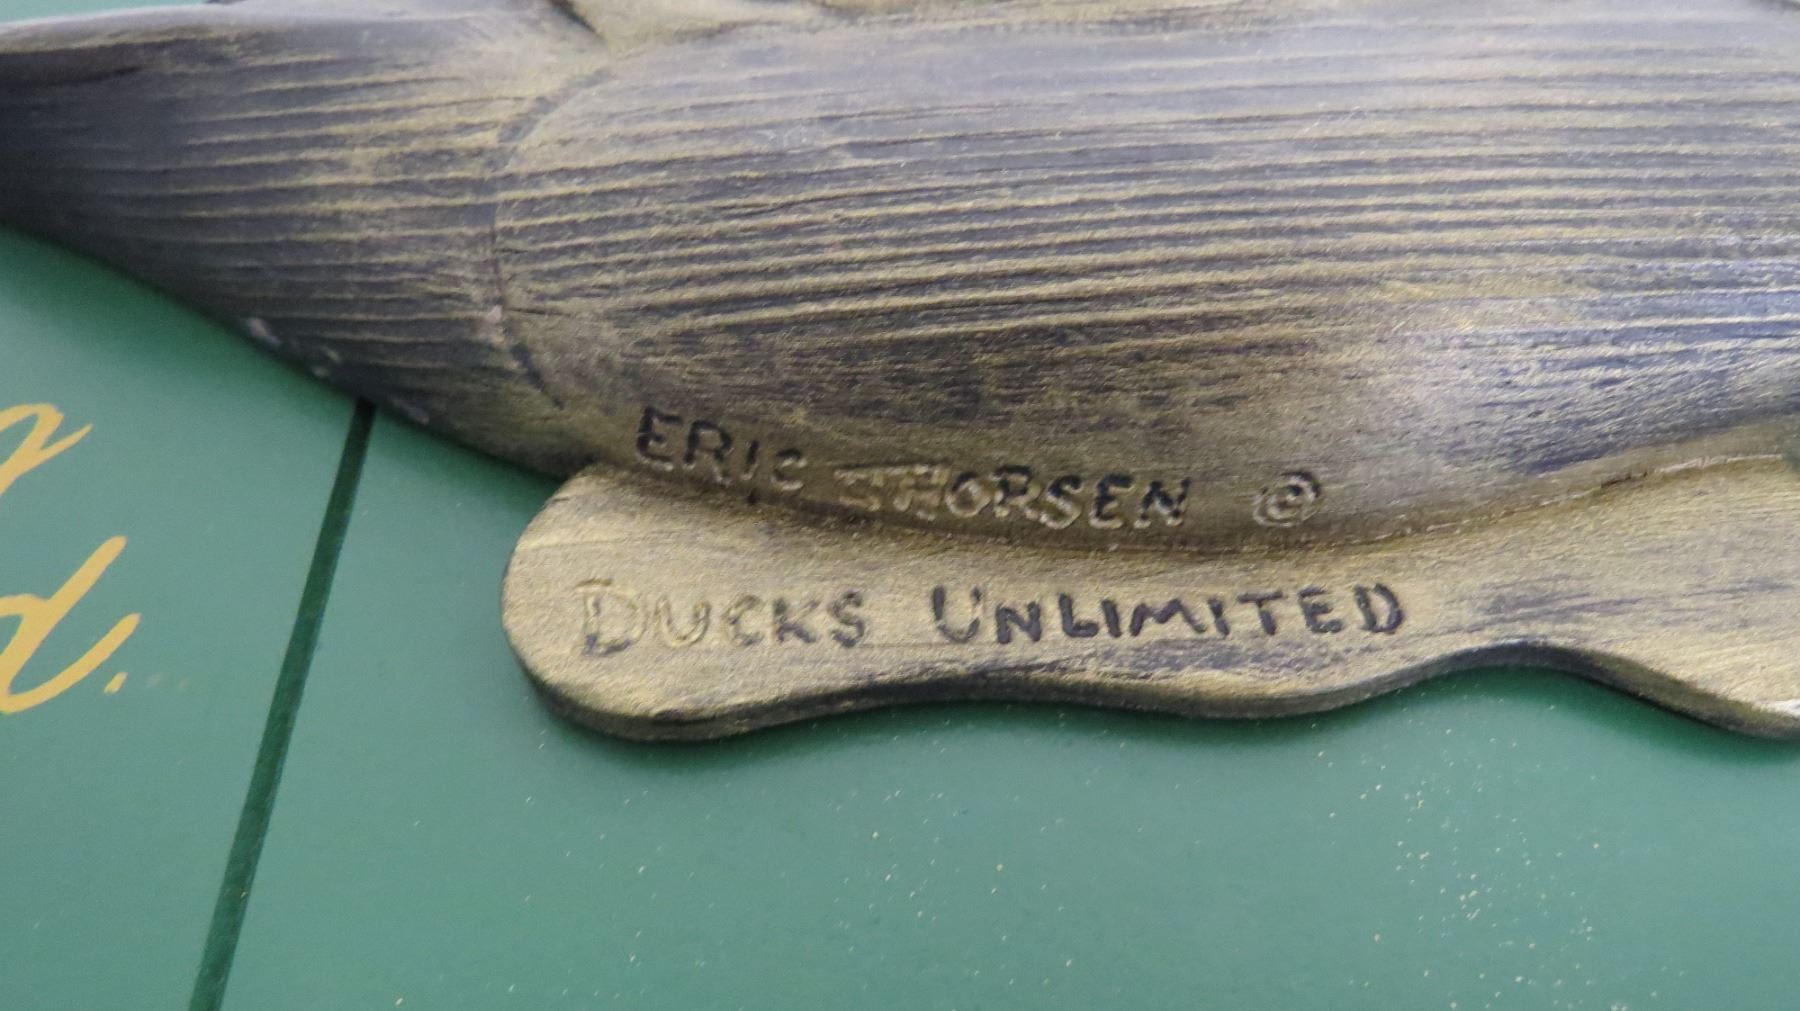 ERIC THORSEN ©
DUCKS UNLIMITED
d.